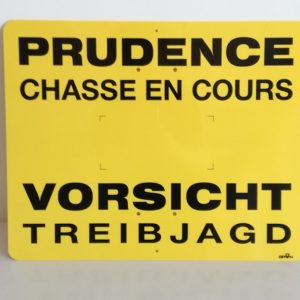 PRUDENCE
CHASSE EN COURS
VORSICHT
TREIBJAGD